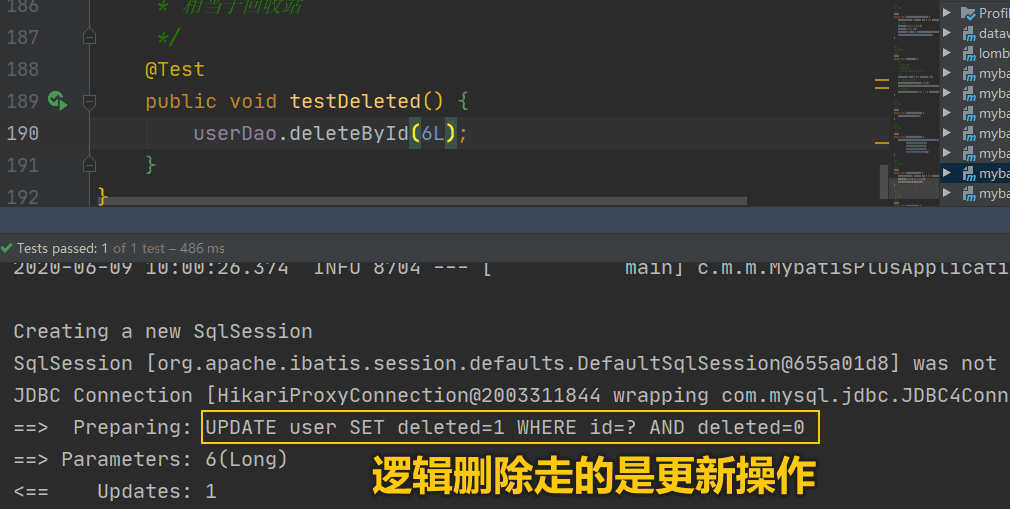 186 * 相当于回收站
187 */
188 @Test
189 public void testDeleted() {
190 userDao.deleteById(6L);
191 }
192 }
Profil
dataw
lomb
myba
myba
myba
myba
myba
myba
myba
Tests passed: 1 of 1 test – 486 ms
2020-06-09 10:00:26.374 INFO 8704 --- [ main] c.m.m.MybatisPlusApplicati
Creating a new SqlSession
SqlSession [org.apache.ibatis.session.defaults.DefaultSqlSession@655a01d8] was not
JDBC Connection [HikariProxyConnection@2003311844 wrapping com.mysql.jdbc.JDBC4Conn
==> Preparing: UPDATE user SET deleted=1 WHERE id=? AND deleted=0
==> Parameters: 6(Long)
<== Updates: 1
逻辑删除走的是更新操作